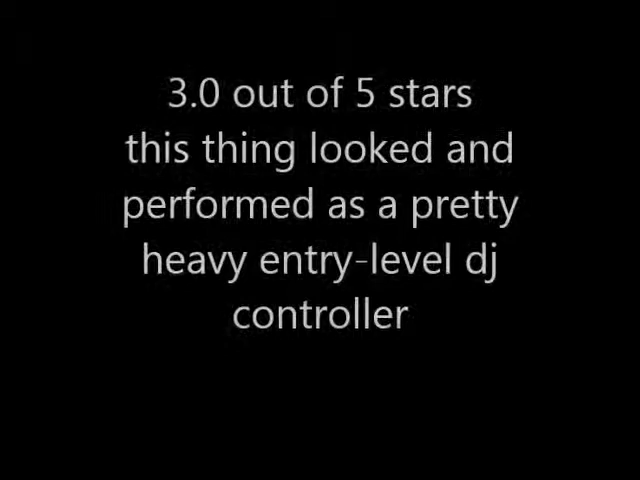 3.0 out of 5 stars
this thing looked and
performed as a pretty
heavy entry-level dj
controller